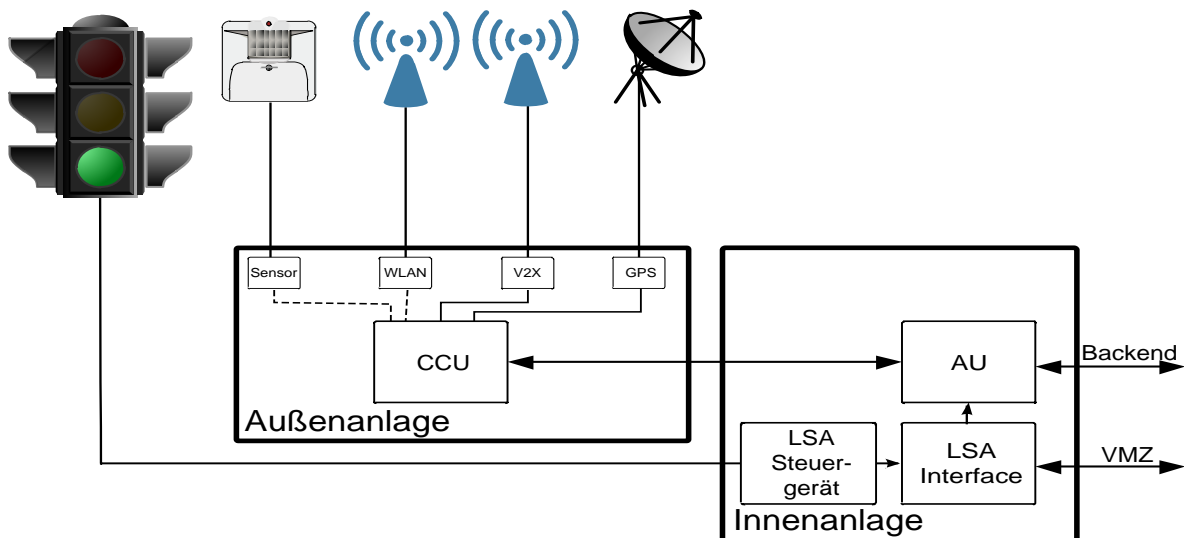 Sensor
WLAN
V2X
GPS
CCU
AU
Backend
Außenanlage
LSA
Steuer-
gerät
LSA
Interface
VMZ
Innenanlage